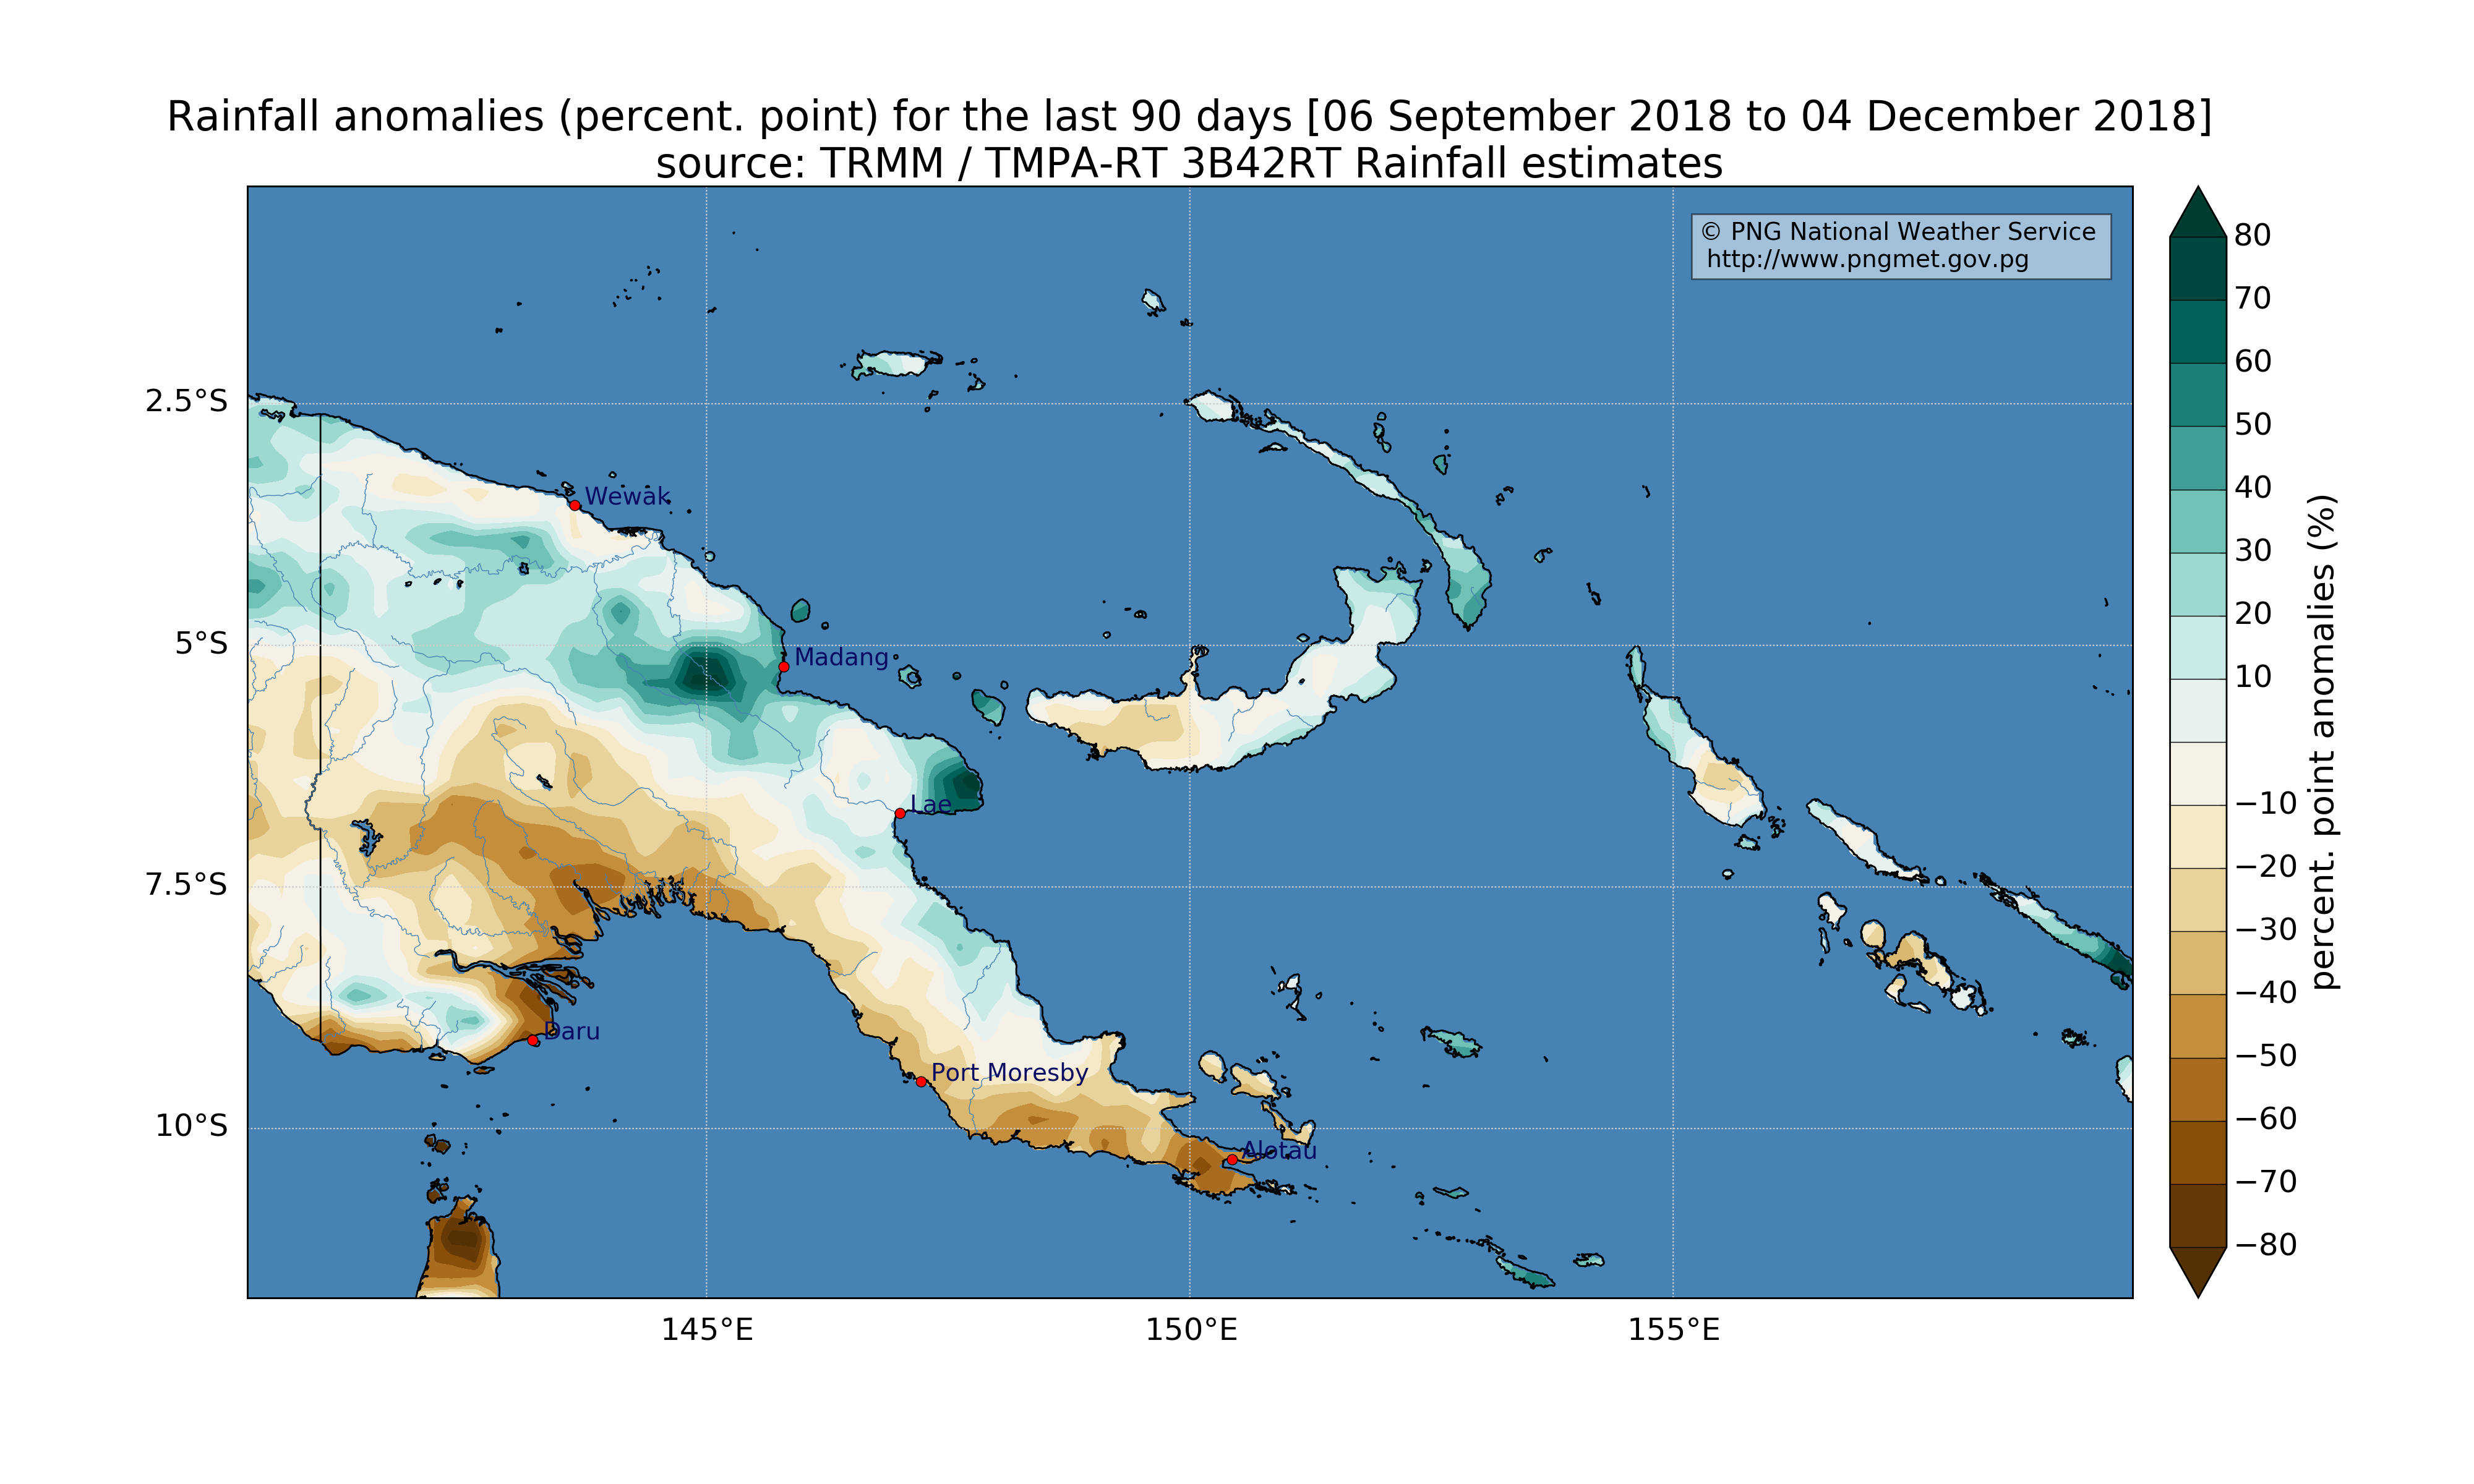 Rainfall anomalies (percent. point) for the last 90 days [06 September 2018 to 04 December 2018]
source: TRMM / TMPA-RT 3B42RT Rainfall estimates
© PNG National Weather Service
http://www.pngmet.gov.pg
2.5°S
5°S
7.5°S
10°S
Wewak
Madang
Lae
Daru
Port Moresby
Alotau
145°E
150°E
155°E
80
70
60
50
40
30
20
10
−10
−20
−30
−40
−50
−60
−70
−80
percent. point anomalies (%)